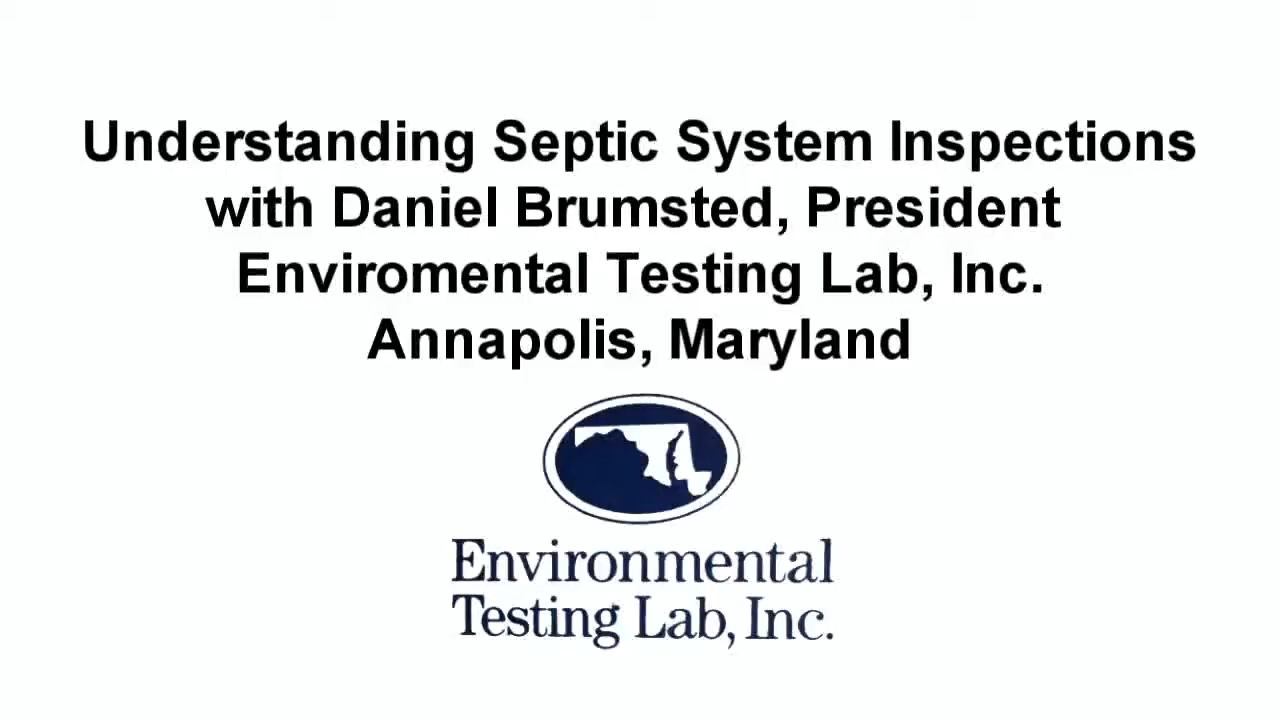 Understanding Septic System Inspections
with Daniel Brumsted, President
Enviromental Testing Lab, Inc.
Annapolis, Maryland
Environmental
Testing Lab, Inc.